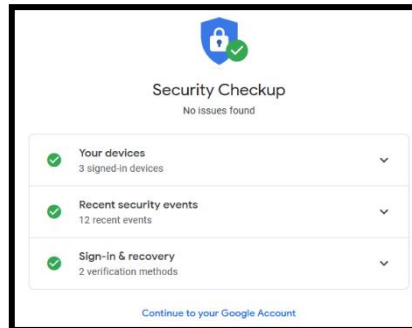 Security Checkup
No issues found
Your devices
3 signed-in devices
Recent security events
12 recent events
Sign-in & recovery
2 verification methods
Continue to your Google Account